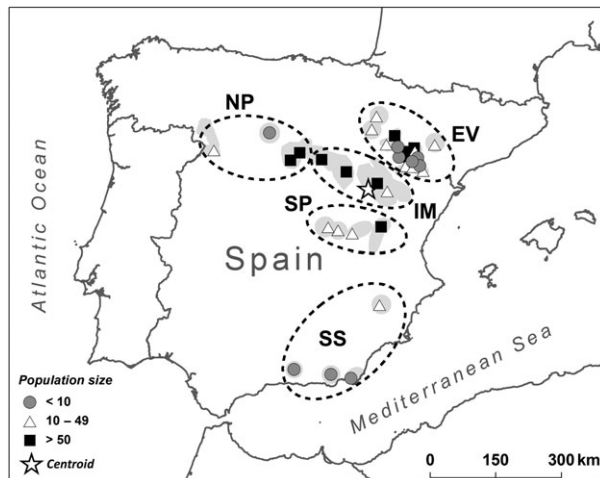 NP
EV
Atlantic Ocean
SP
IM
Spain
SS
Mediterranean Sea
Population size
< 10
10 – 49
> 50
Centroid
0 150 300 km